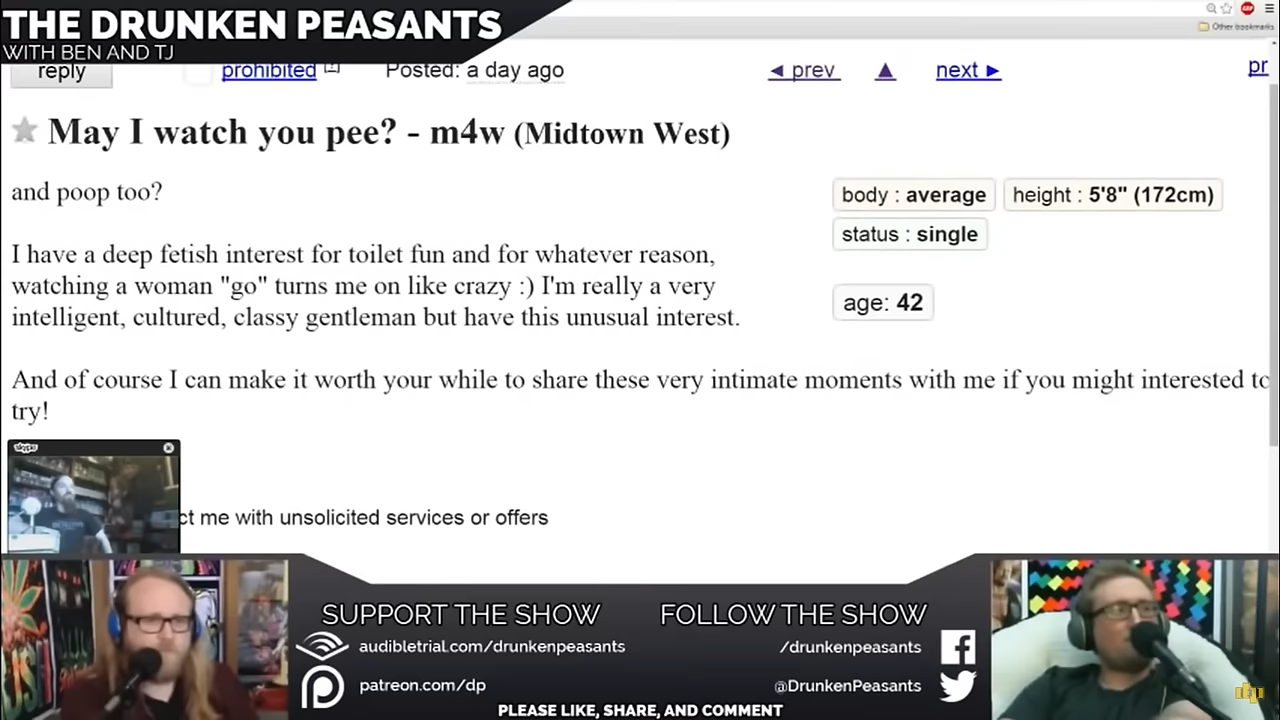 THE DRUNKEN PEASANTS
WITH BEN AND TJ
Other bookmarks
reply
prohibited [?]
Posted: a day ago
◄ prev
▲
next ►
pr
May I watch you pee? - m4w (Midtown West)
and poop too?
body : average
height : 5'8" (172cm)
status : single
I have a deep fetish interest for toilet fun and for whatever reason,
watching a woman "go" turns me on like crazy :) I'm really a very
intelligent, cultured, classy gentleman but have this unusual interest.
age: 42
And of course I can make it worth your while to share these very intimate moments with me if you might interested to
try!
skype
ct me with unsolicited services or offers
SUPPORT THE SHOW
audibletrial.com/drunkenpeasants
patreon.com/dp
FOLLOW THE SHOW
/drunkenpeasants
@DrunkenPeasants
PLEASE LIKE, SHARE, AND COMMENT
dp